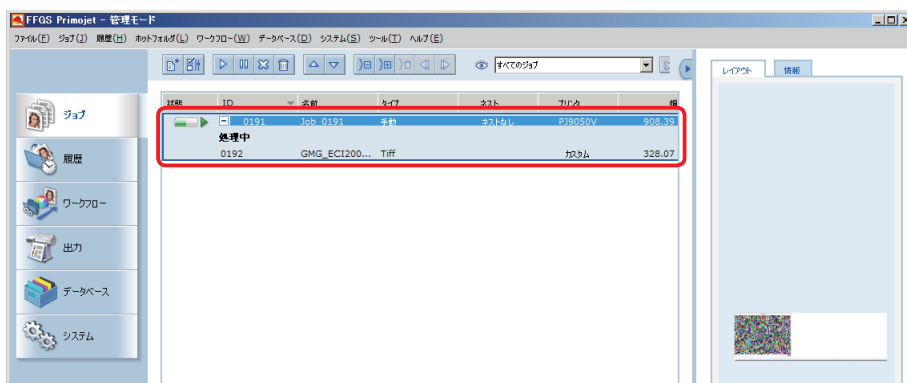 FFGS Primojet - 管理モード
ファイル(F) ジョブ(J) 履歴(H) ホットフォルダ(L) ワークフロー(W) データベース(D) システム(S) ツール(T) ヘルプ(E)
すべてのジョブ
レイアウト 情報
状態 ID 名前 タイプ ネスト プリンタ 幅
0191 Job_0191 手動 ネストなし PJ9050V 908.39
処理中
0192 GMG_ECI200... Tiff カスタム 328.07
ジョブ
履歴
ワークフロー
出力
データベース
システム